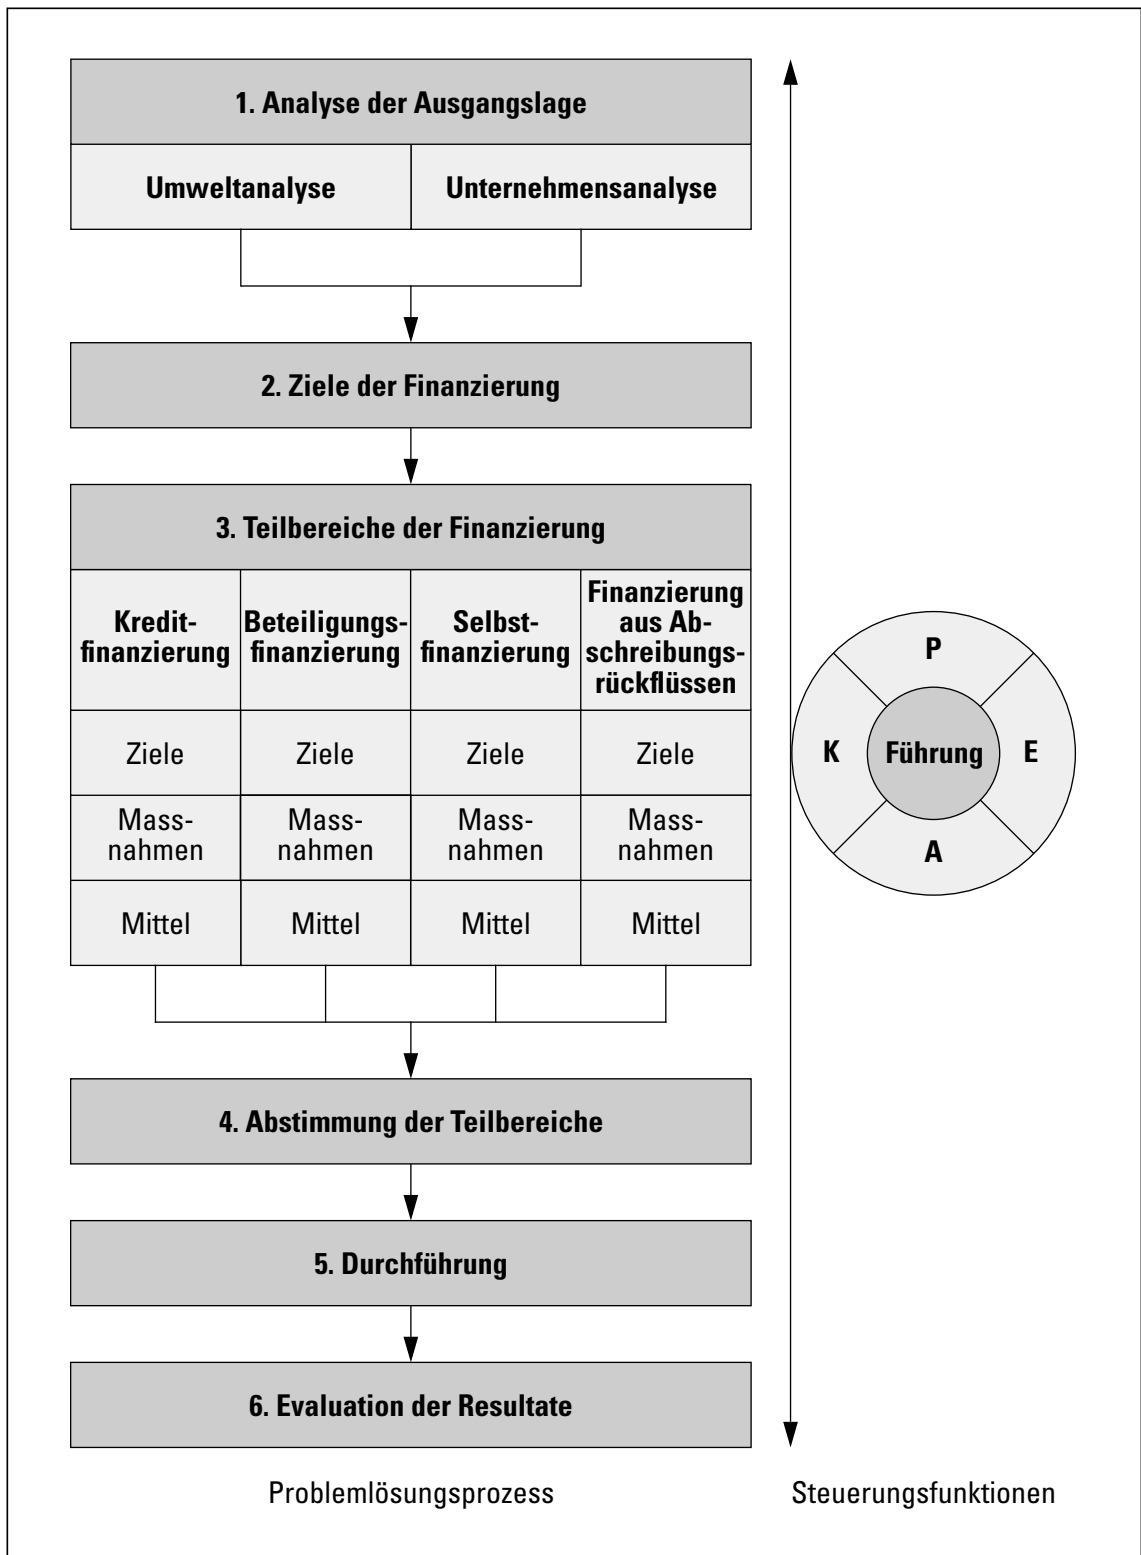 1. Analyse der Ausgangslage
Umweltanalyse
Unternehmensanalyse
2. Ziele der Finanzierung
3. Teilbereiche der Finanzierung
Kredit-
finanzierung
Beteiligungs-
finanzierung
Selbst-
finanzierung
Finanzierung
aus Ab-
schreibungs-
rückflüssen
Ziele
Ziele
Ziele
Ziele
Mass-
nahmen
Mass-
nahmen
Mass-
nahmen
Mass-
nahmen
Mittel
Mittel
Mittel
Mittel
4. Abstimmung der Teilbereiche
5. Durchführung
6. Evaluation der Resultate
Problemlösungsprozess
P
K
Führung
E
A
Steuerungsfunktionen